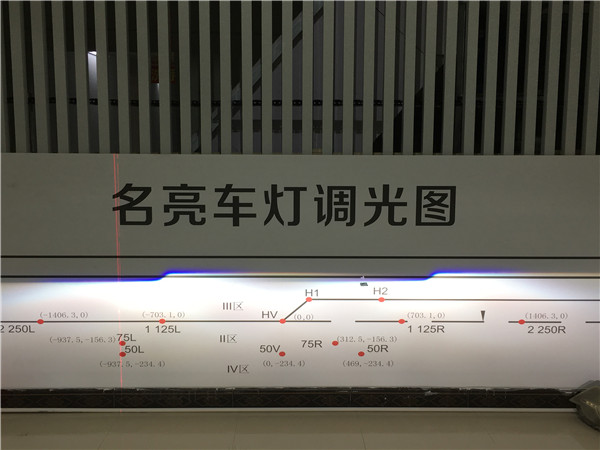 名亮车灯调光图
H1 H2
III区
(-1406.3,0) (-703.1,0) HV (0,0) (703.1,0) (1406.3,0)
2 250L 1 125L 1 125R 2 250R
(-937.5,-156.3) 75L II区 75R (312.5,-156.3)
50L 50V 50R
(-937.5,-234.4) (0,-234.4) (469,-234.4)
IV区